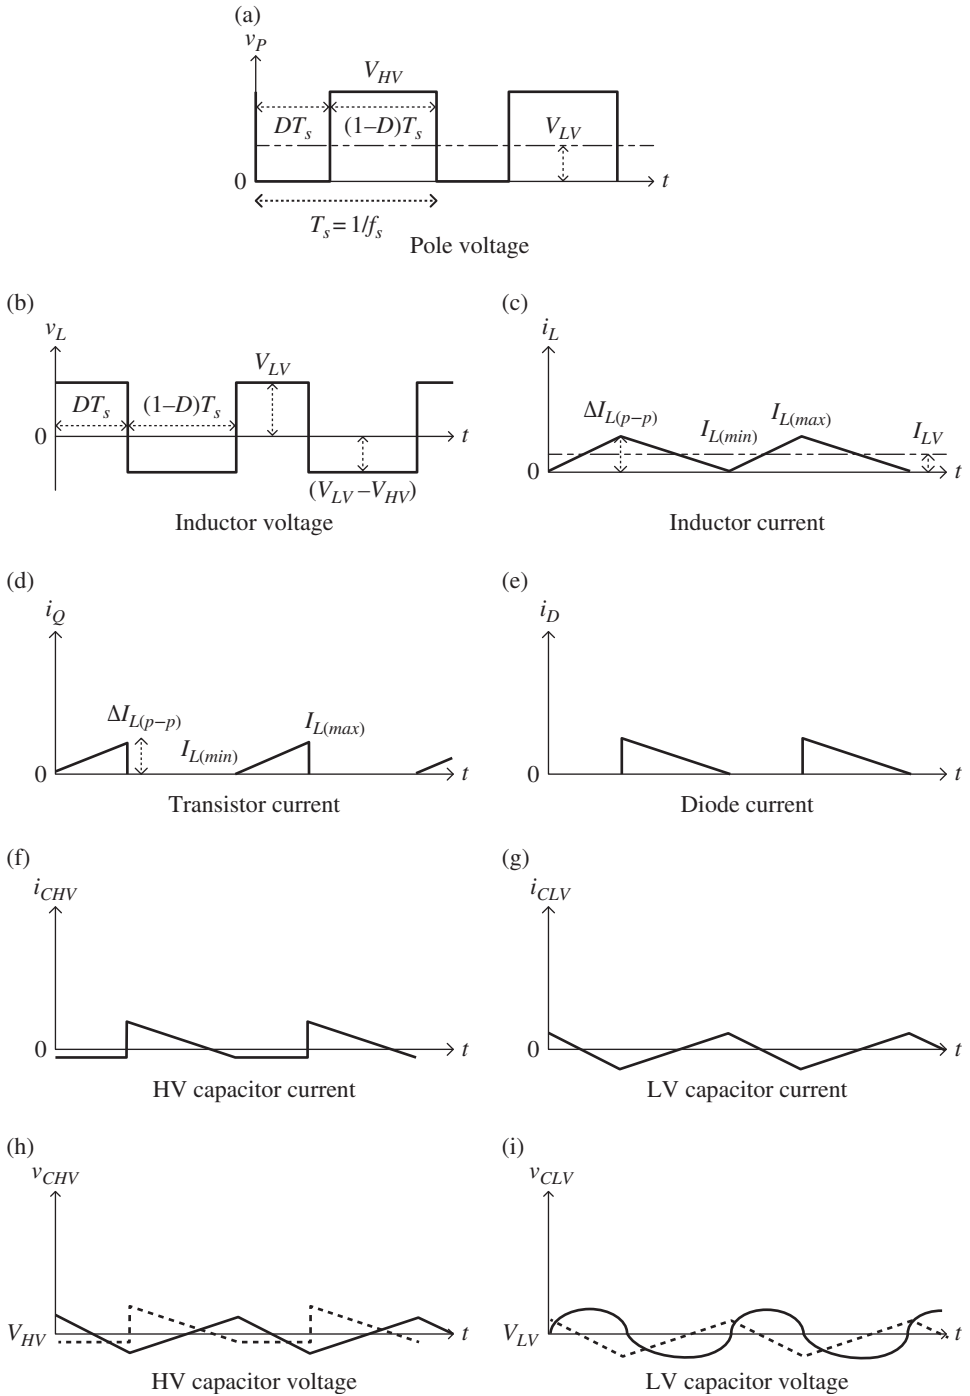 (a)
v_P
V_HV
DT_s
(1–D)T_s
V_LV
0
t
T_s = 1/f_s
Pole voltage
(b)
v_L
V_LV
DT_s
(1–D)T_s
0
t
(V_LV – V_HV)
Inductor voltage
(c)
i_L
ΔI_L(p–p)
I_L(min)
I_L(max)
I_LV
0
t
Inductor current
(d)
i_Q
ΔI_L(p–p)
I_L(min)
I_L(max)
0
t
Transistor current
(e)
i_D
0
t
Diode current
(f)
i_CHV
0
t
HV capacitor current
(g)
i_CLV
0
t
LV capacitor current
(h)
v_CHV
V_HV
t
HV capacitor voltage
(i)
v_CLV
V_LV
t
LV capacitor voltage